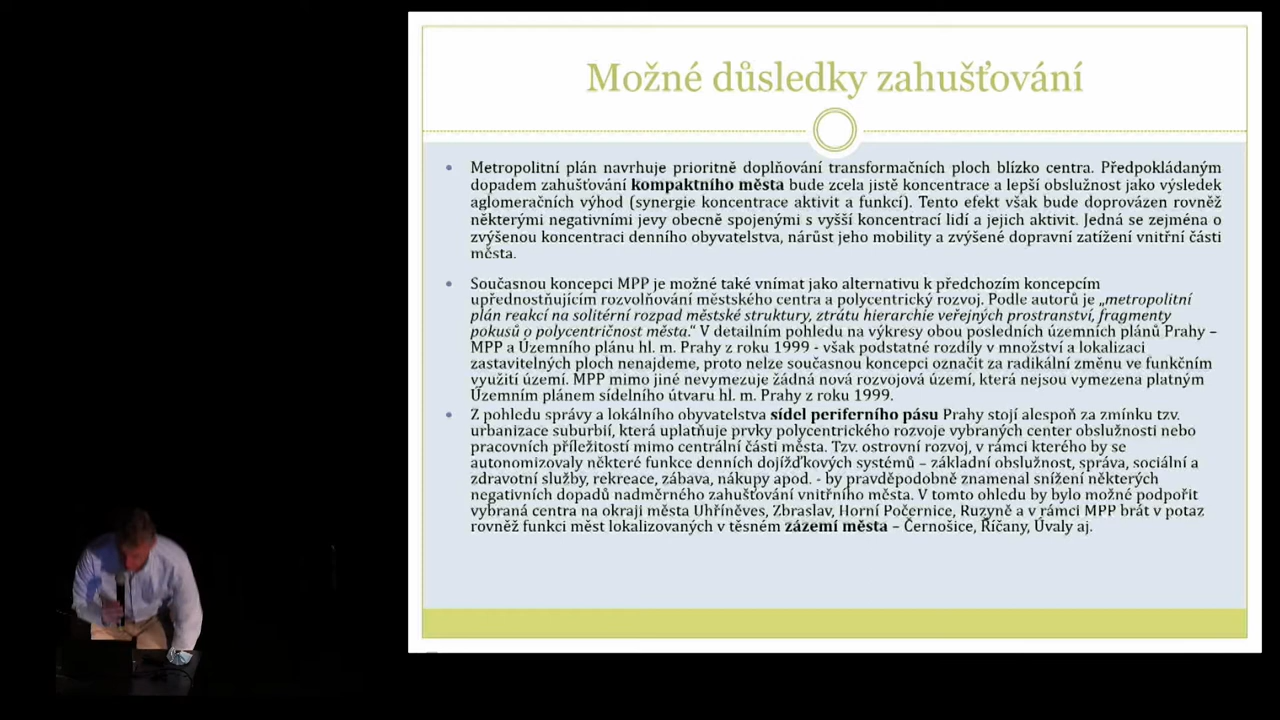 Možné důsledky zahušťování
Metropolitní plán navrhuje prioritně doplňování transformačních ploch blízko centra. Předpokládaným
dopadem zahušťování kompaktního města bude zcela jistě koncentrace a lepší obslužnost jako výsledek
aglomeračních výhod (synergie koncentrace aktivit a funkcí). Tento efekt však bude doprovázen rovněž
některými negativními jevy obecně spojenými s vyšší koncentrací lidí a jejich aktivit. Jedná se zejména o
zvýšenou koncentraci denního obyvatelstva, nárůst jeho mobility a zvýšené dopravní zatížení vnitřní části
města.
Současnou koncepci MPP je možné také vnímat jako alternativu k předchozím koncepcím
upřednostňujícím rozvolňování městského centra a polycentrický rozvoj. Podle autorů je „metropolitní
plán reakcí na solitérní rozpad městské struktury, ztrátu hierarchie veřejných prostranství, fragmenty
pokusů o polycentričnost města.“ V detailním pohledu na výkresy obou posledních územních plánů Prahy –
MPP a Územního plánu hl. m. Prahy z roku 1999 - však podstatné rozdíly v množství a lokalizaci
zastavitelných ploch nenajdeme, proto nelze současnou koncepci označit za radikální změnu ve funkčním
využití území. MPP mimo jiné nevymezuje žádná nová rozvojová území, která nejsou vymezena platným
Územním plánem sídelního útvaru hl. m. Prahy z roku 1999.
Z pohledu správy a lokálního obyvatelstva sídel periferního pásu Prahy stojí alespoň za zmínku tzv.
urbanizace suburbií, která uplatňuje prvky polycentrického rozvoje vybraných center obslužnosti nebo
pracovních příležitostí mimo centrální části města. Tzv. ostrovní rozvoj, v rámci kterého by se
autonomizovaly některé funkce denních dojížďkových systémů – základní obslužnost, správa, sociální a
zdravotní služby, rekreace, zábava, nákupy apod. - by pravděpodobně znamenal snížení některých
negativních dopadů nadměrného zahušťování vnitřního města. V tomto ohledu by bylo možné podpořit
vybraná centra na okraji města Uhříněves, Zbraslav, Horní Počernice, Ruzyně a v rámci MPP brát v potaz
rovněž funkci měst lokalizovaných v těsném zázemí města – Černošice, Říčany, Úvaly aj.